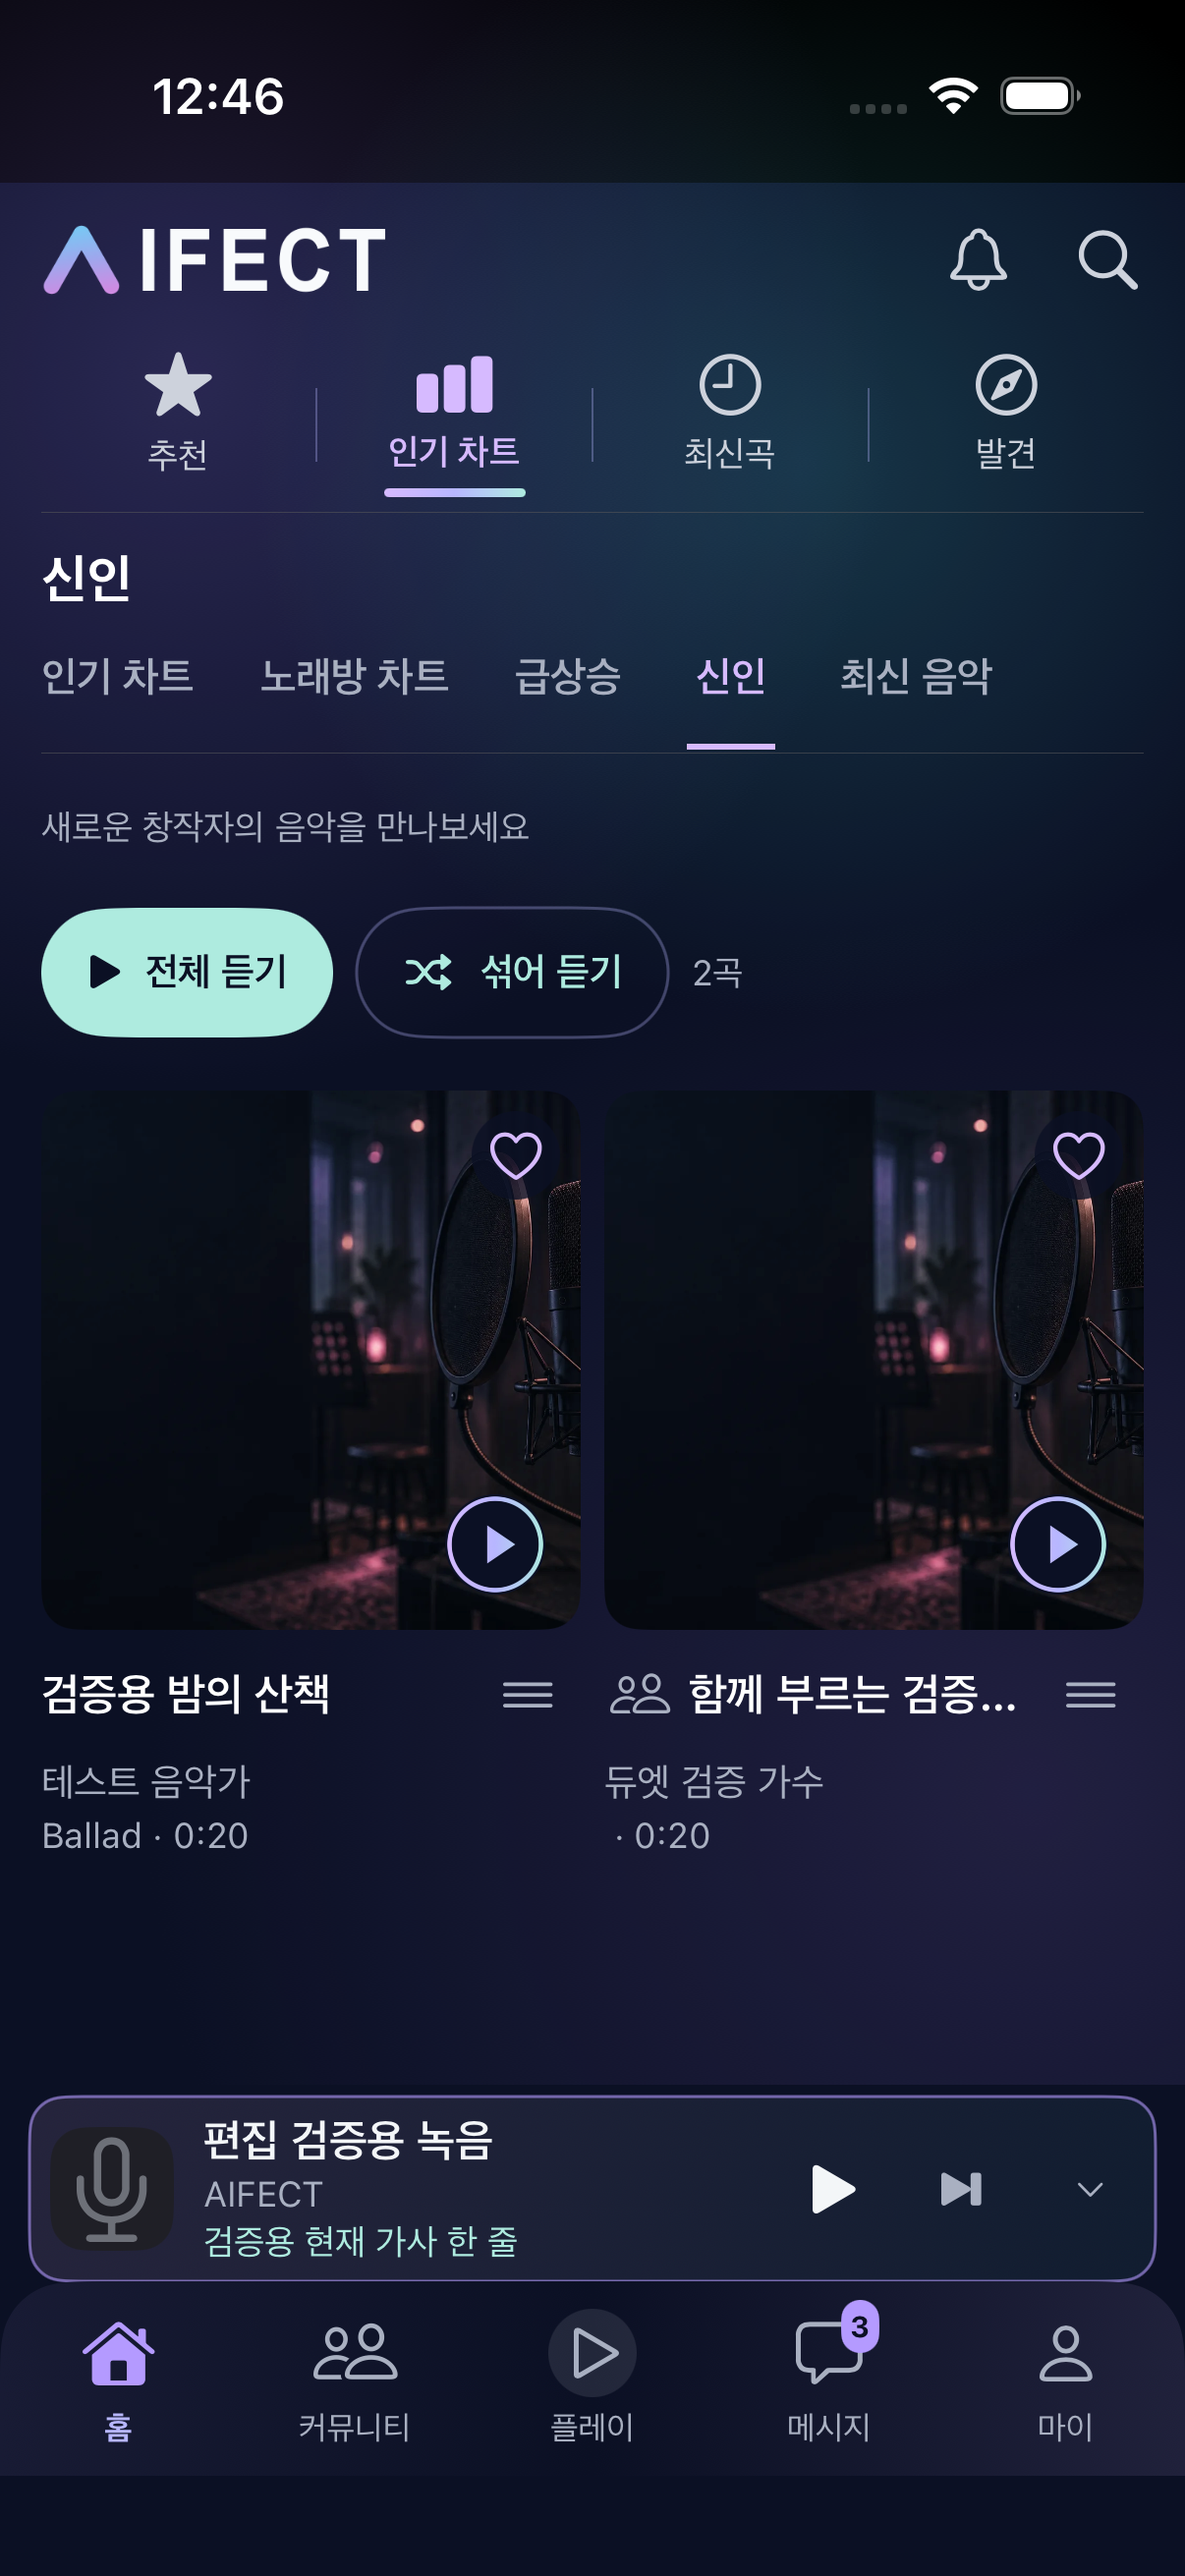 12:46
AIFECT
추천
인기 차트
최신곡
발견
신인
인기 차트 노래방 차트 급상승 신인 최신 음악
새로운 창작자의 음악을 만나보세요
전체 듣기 섞어 듣기 2곡
검증용 밤의 산책
테스트 음악가
Ballad · 0:20
함께 부르는 검증...
듀엣 검증 가수
· 0:20
편집 검증용 녹음
AIFECT
검증용 현재 가사 한 줄
홈
커뮤니티
플레이
3
메시지
마이